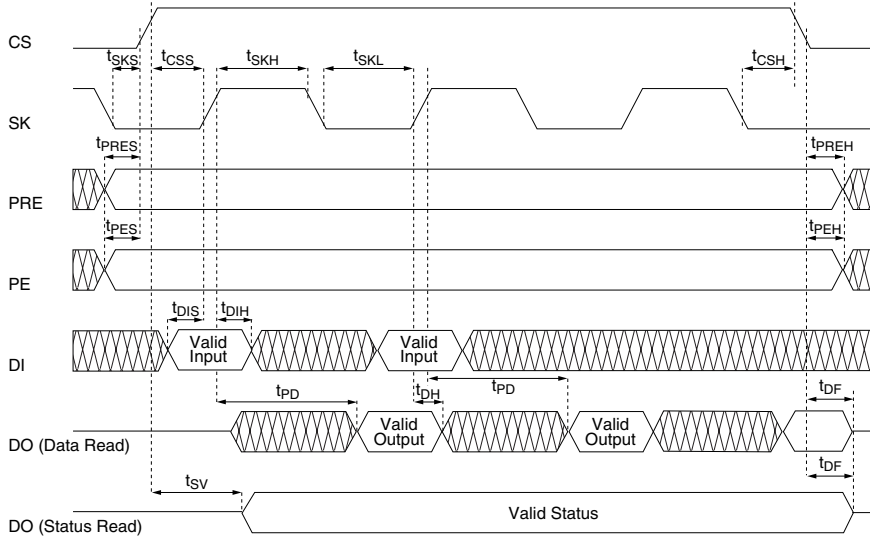 CS
tSKS tCSS tSKH tSKL tCSH
SK
tPRES tPREH
PRE
tPES tPEH
PE
tDIS tDIH
DI
Valid Input
Valid Input
tPD tDH tPD tDF
DO (Data Read)
Valid Output
Valid Output
tDF
tSV
DO (Status Read)
Valid Status